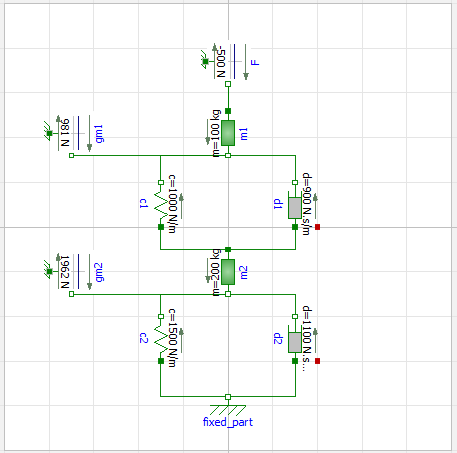 -500 N
F
m=100 kg
m1
981 N
gm1
c=1000 N/m
c1
d=900 N.s/m
d1
m=200 kg
m2
1962 N
gm2
c=1500 N/m
c2
d=1100 N.s...
d2
fixed_part